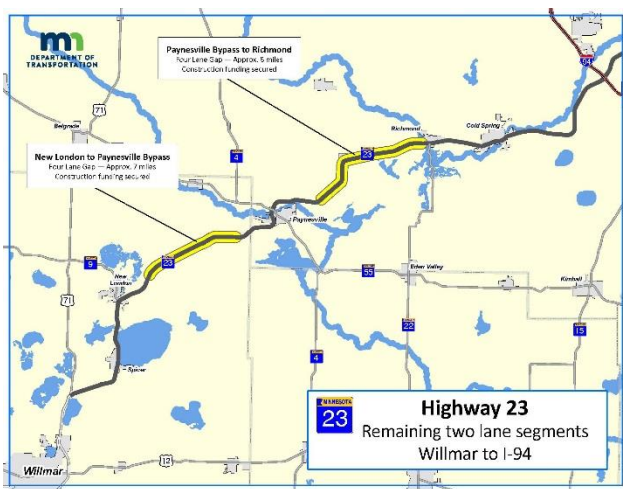 DEPARTMENT OF
TRANSPORTATION
Paynesville Bypass to Richmond
Four Lane Gap — Approx. 5 miles
Construction funding secured
94
71
Belgrade
Richmond
Cold Spring
23
4
New London to Paynesville Bypass
Four Lane Gap — Approx. 7 miles
Construction funding secured
Paynesville
9
23
New
London
55
Eden Valley
Kimball
71
22
15
4
Spicer
MINNESOTA
23
Highway 23
Remaining two lane segments
Willmar to I-94
Willmar
12